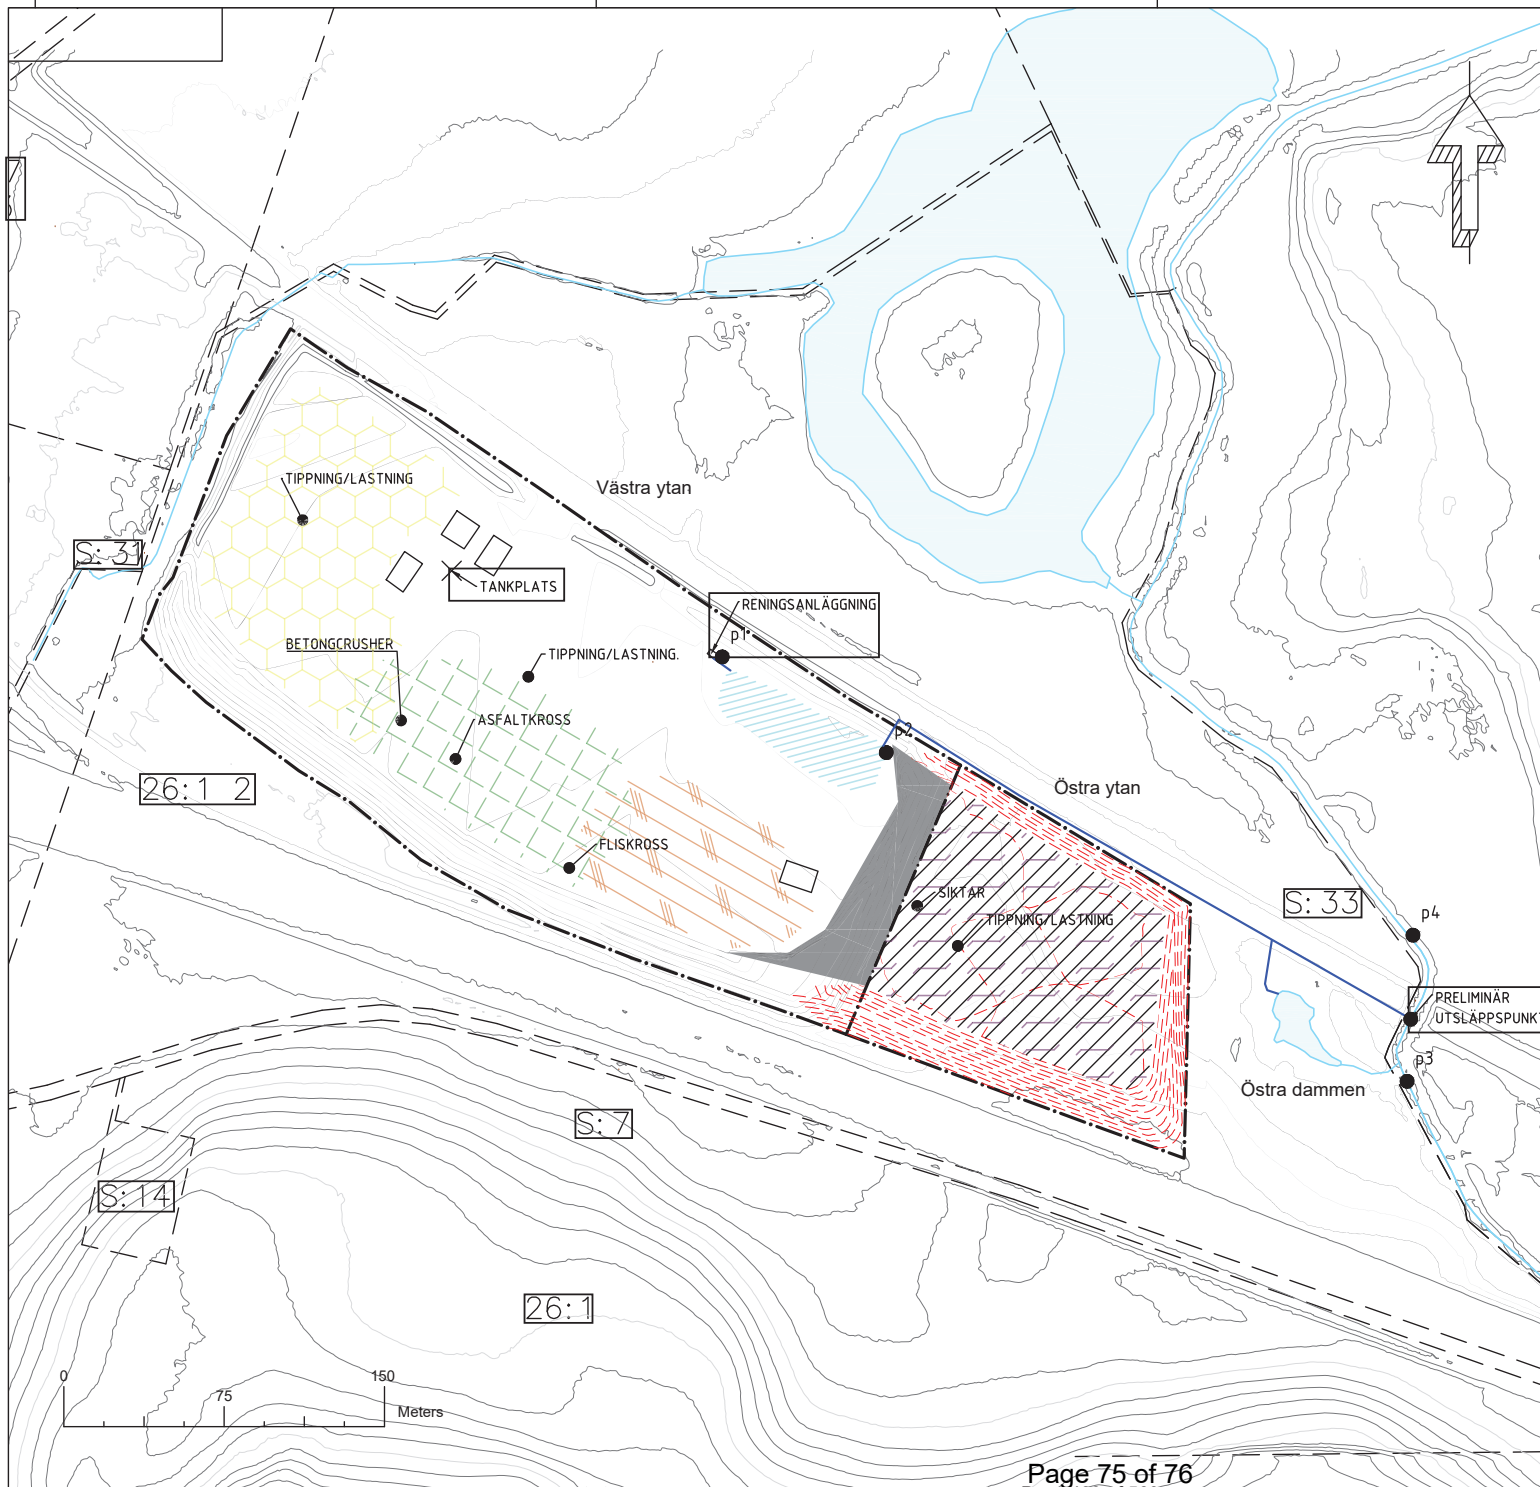 TIPPNING/LASTNING
Västra ytan
S: 31
TANKPLATS
RENINGSANLÄGGNING
p1
BETONGCRUSHER
TIPPNING/LASTNING.
ASFALTKROSS
p2
26:1 2
Östra ytan
FLISKROSS
SIKTAR
TIPPNING/LASTNING
S: 33
p4
PRELIMINÄR
UTSLÄPPSPUNK
p3
Östra dammen
S: 7
S: 14
26:1
0
75
150
Meters
Page 75 of 76